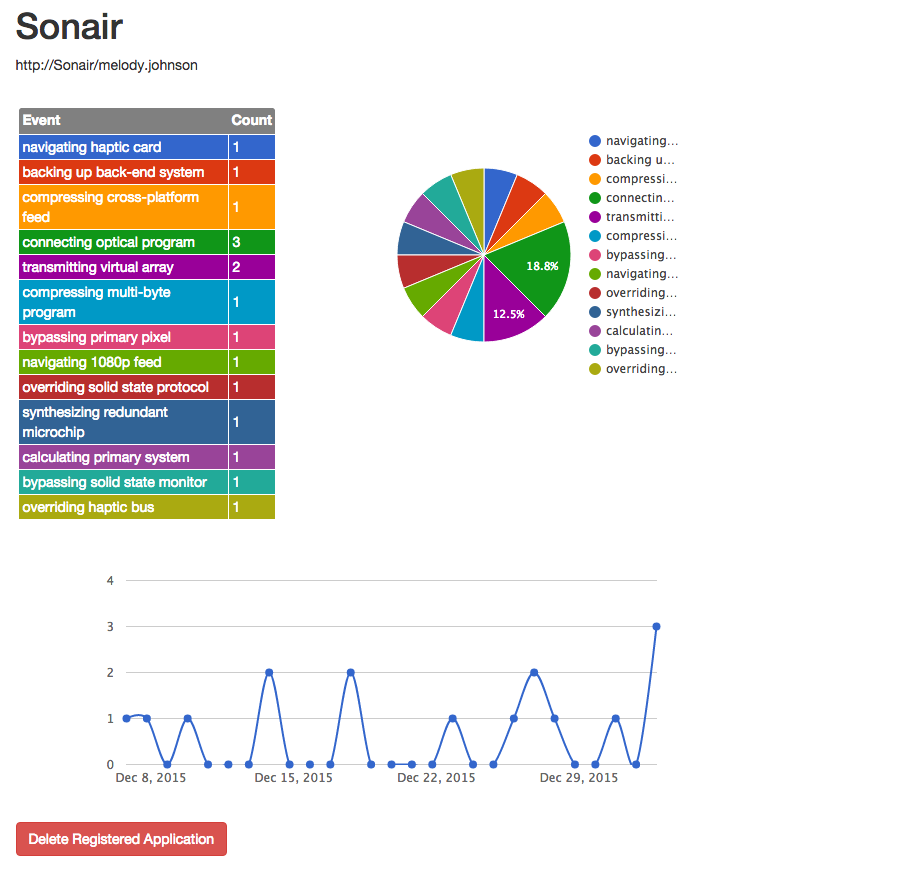 Sonair
http://Sonair/melody.johnson
Event Count
navigating haptic card 1
backing up back-end system 1
compressing cross-platform
feed 1
connecting optical program 3
transmitting virtual array 2
compressing multi-byte
program 1
bypassing primary pixel 1
navigating 1080p feed 1
overriding solid state protocol 1
synthesizing redundant
microchip 1
calculating primary system 1
bypassing solid state monitor 1
overriding haptic bus 1
18.8%
12.5%
navigating...
backing u...
compressi...
connectin...
transmitti...
compressi...
bypassing...
navigating...
overriding...
synthesizi...
calculatin...
bypassing...
overriding...
4
3
2
1
0
Dec 8, 2015 Dec 15, 2015 Dec 22, 2015 Dec 29, 2015
Delete Registered Application